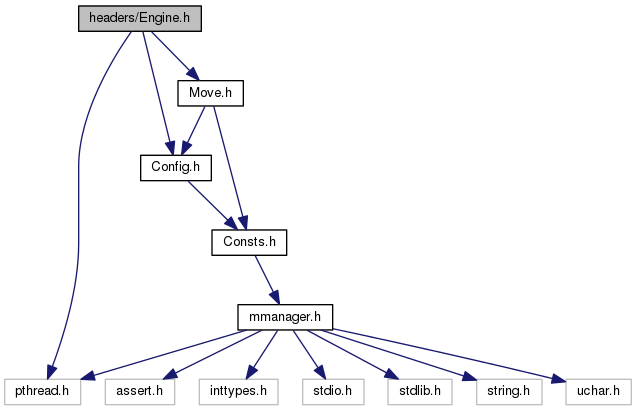 headers/Engine.h
Move.h
Config.h
Consts.h
mmanager.h
pthread.h
assert.h
inttypes.h
stdio.h
stdlib.h
string.h
uchar.h